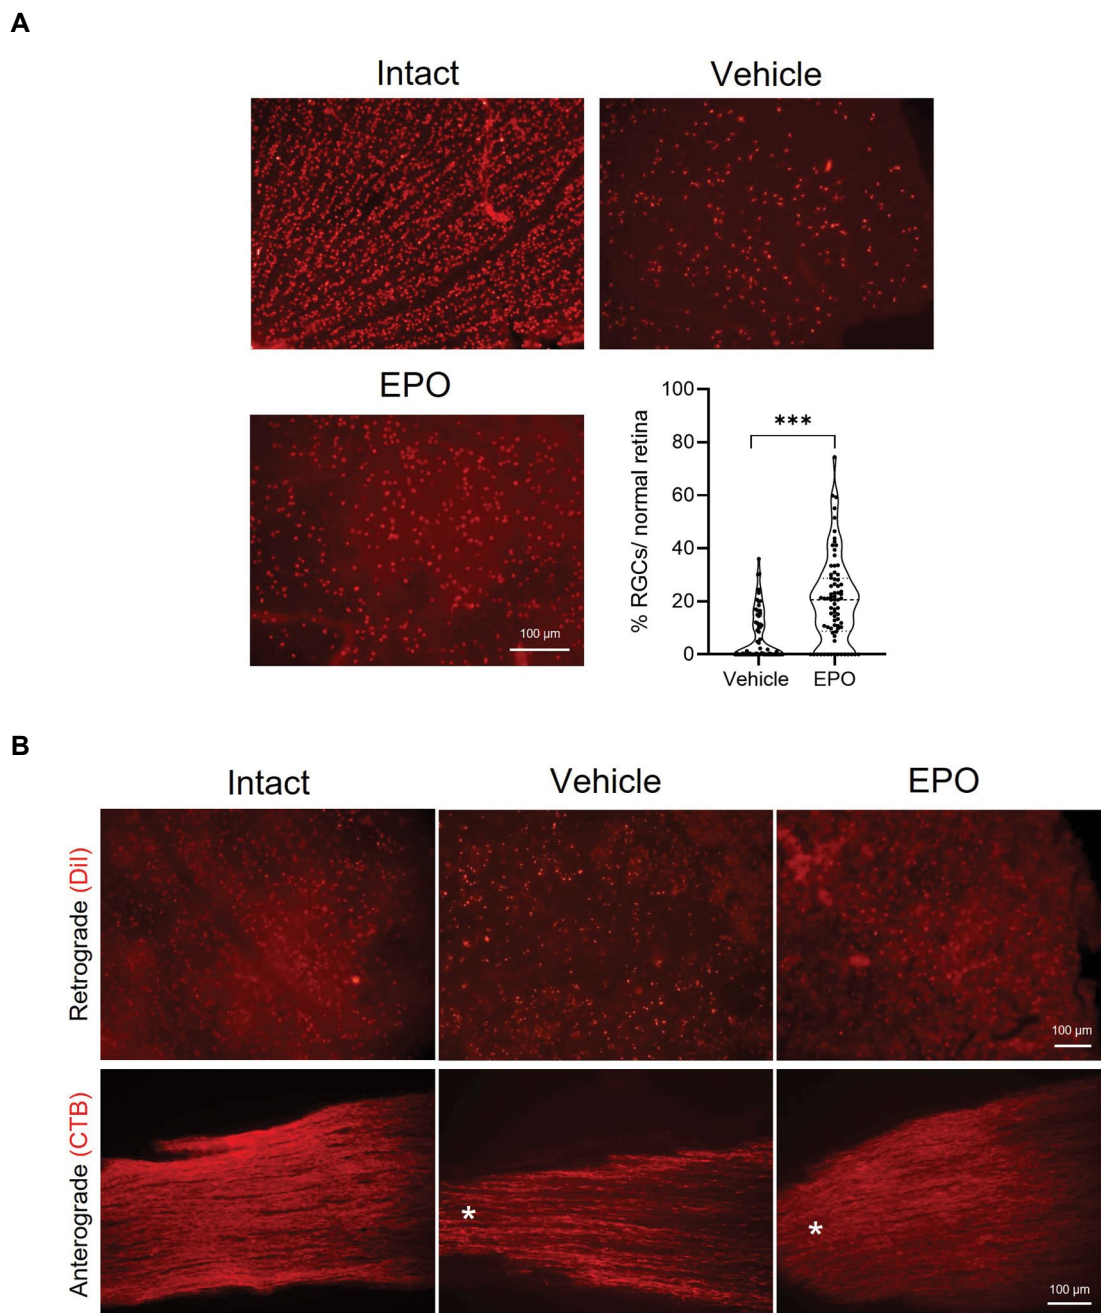 A
Intact
Vehicle
EPO
100 µm
% RGCs/ normal retina
100
80
60
40
20
0
***
Vehicle
EPO
B
Intact
Vehicle
EPO
Retrograde (DiI)
100 µm
Anterograde (CTB)
*
*
100 µm